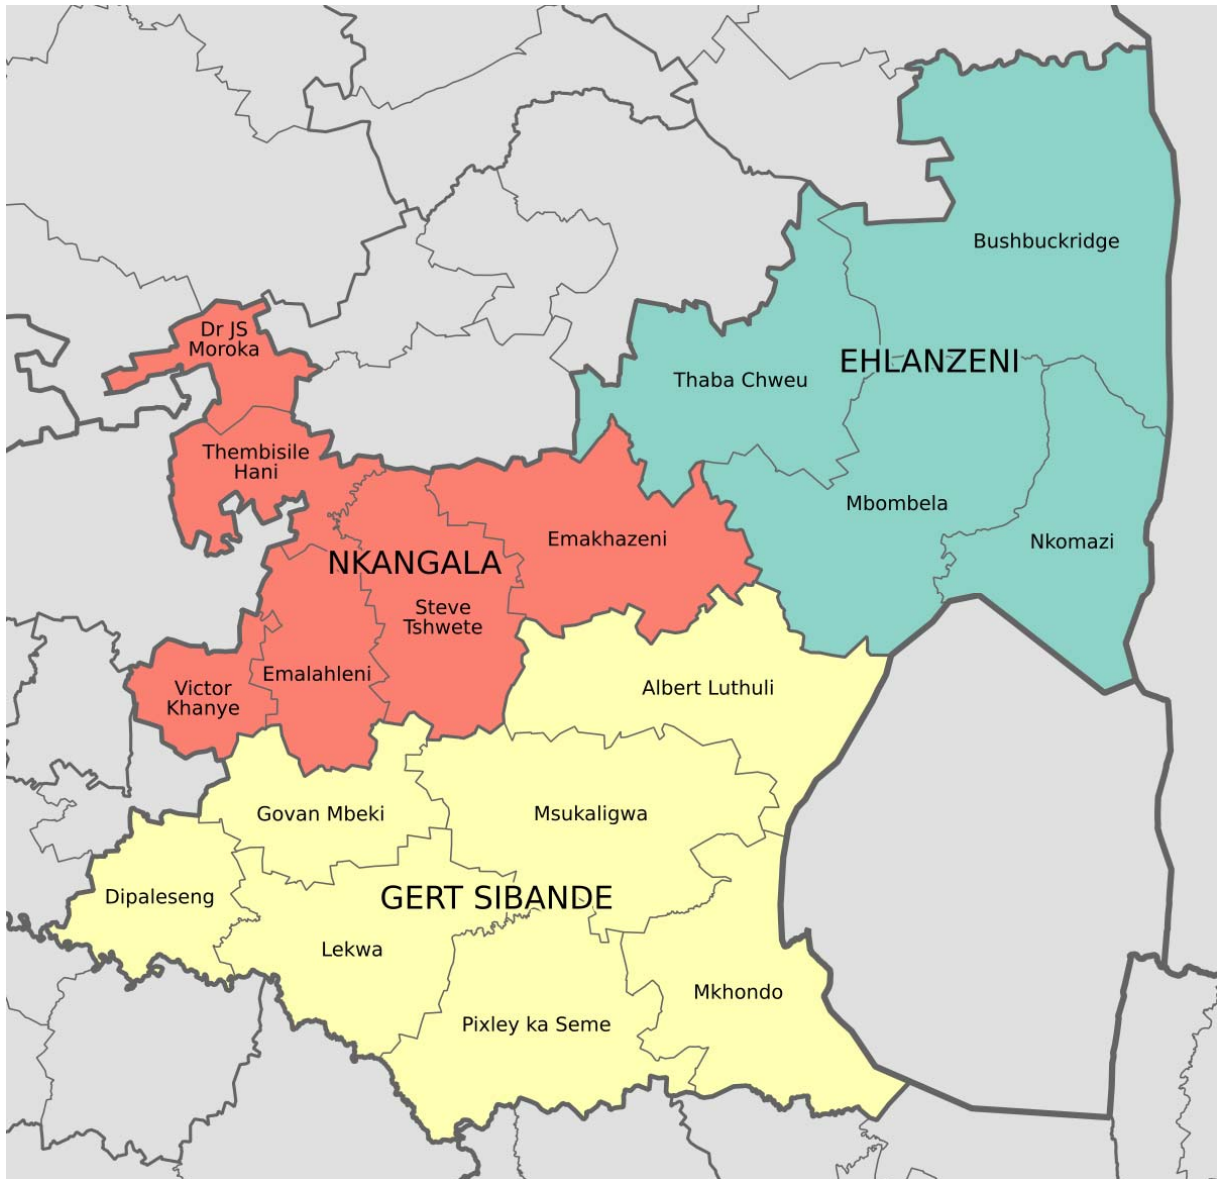 Bushbuckridge
Dr JS
Moroka
EHLANZENI
Thaba Chweu
Thembisile
Hani
Mbombela
Emakhazeni
Nkomazi
NKANGALA
Steve
Tshwete
Emalahleni
Victor
Khanye
Albert Luthuli
Govan Mbeki
Msukaligwa
Dipaleseng
GERT SIBANDE
Lekwa
Mkhondo
Pixley ka Seme